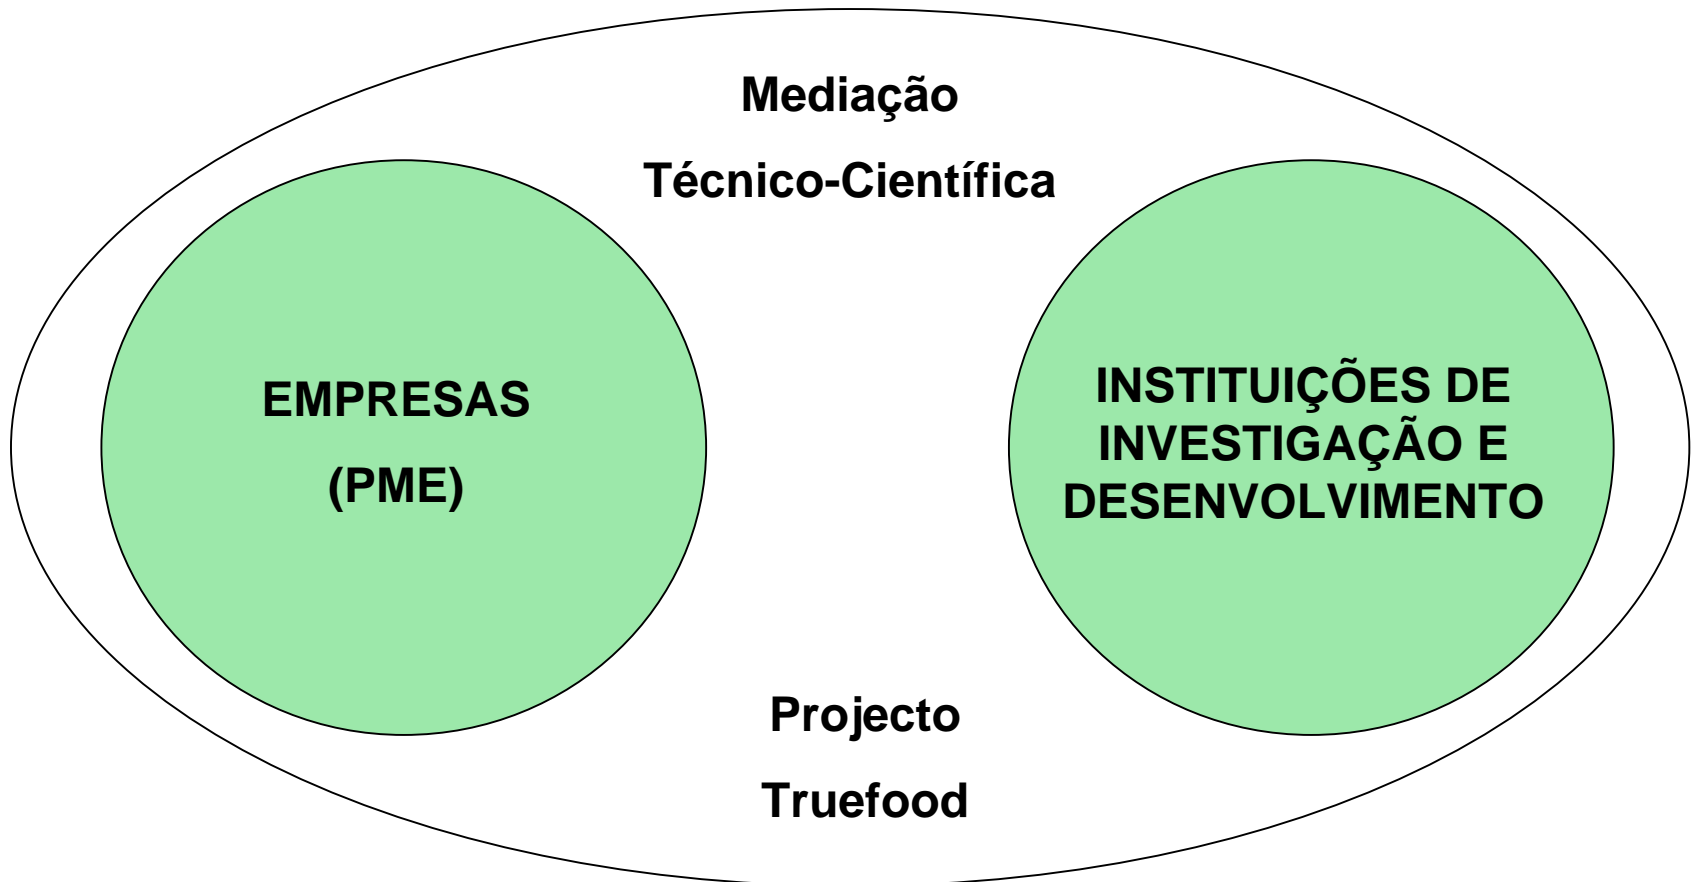 Mediação
Técnico-Científica
EMPRESAS
(PME)
INSTITUIÇÕES DE
INVESTIGAÇÃO E
DESENVOLVIMENTO
Projecto
Truefood